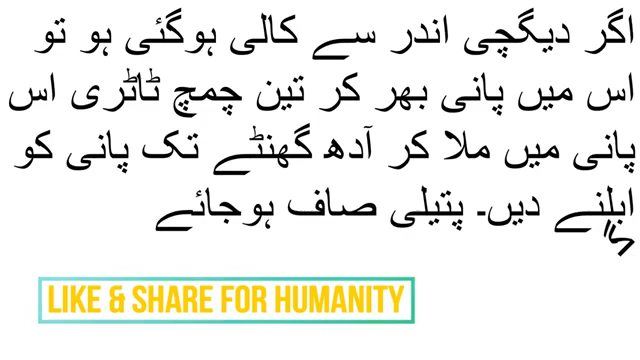 اگر دیگچی اندر سے کالی ہوگئی ہو تو
اس میں پانی بھر کر تین چمچ ٹاٹری اس
پانی میں ملا کر آدھ گھنٹے تک پانی کو
ابلنے دیں۔ پتیلی صاف ہوجائے
گا
LIKE & SHARE FOR HUMANITY